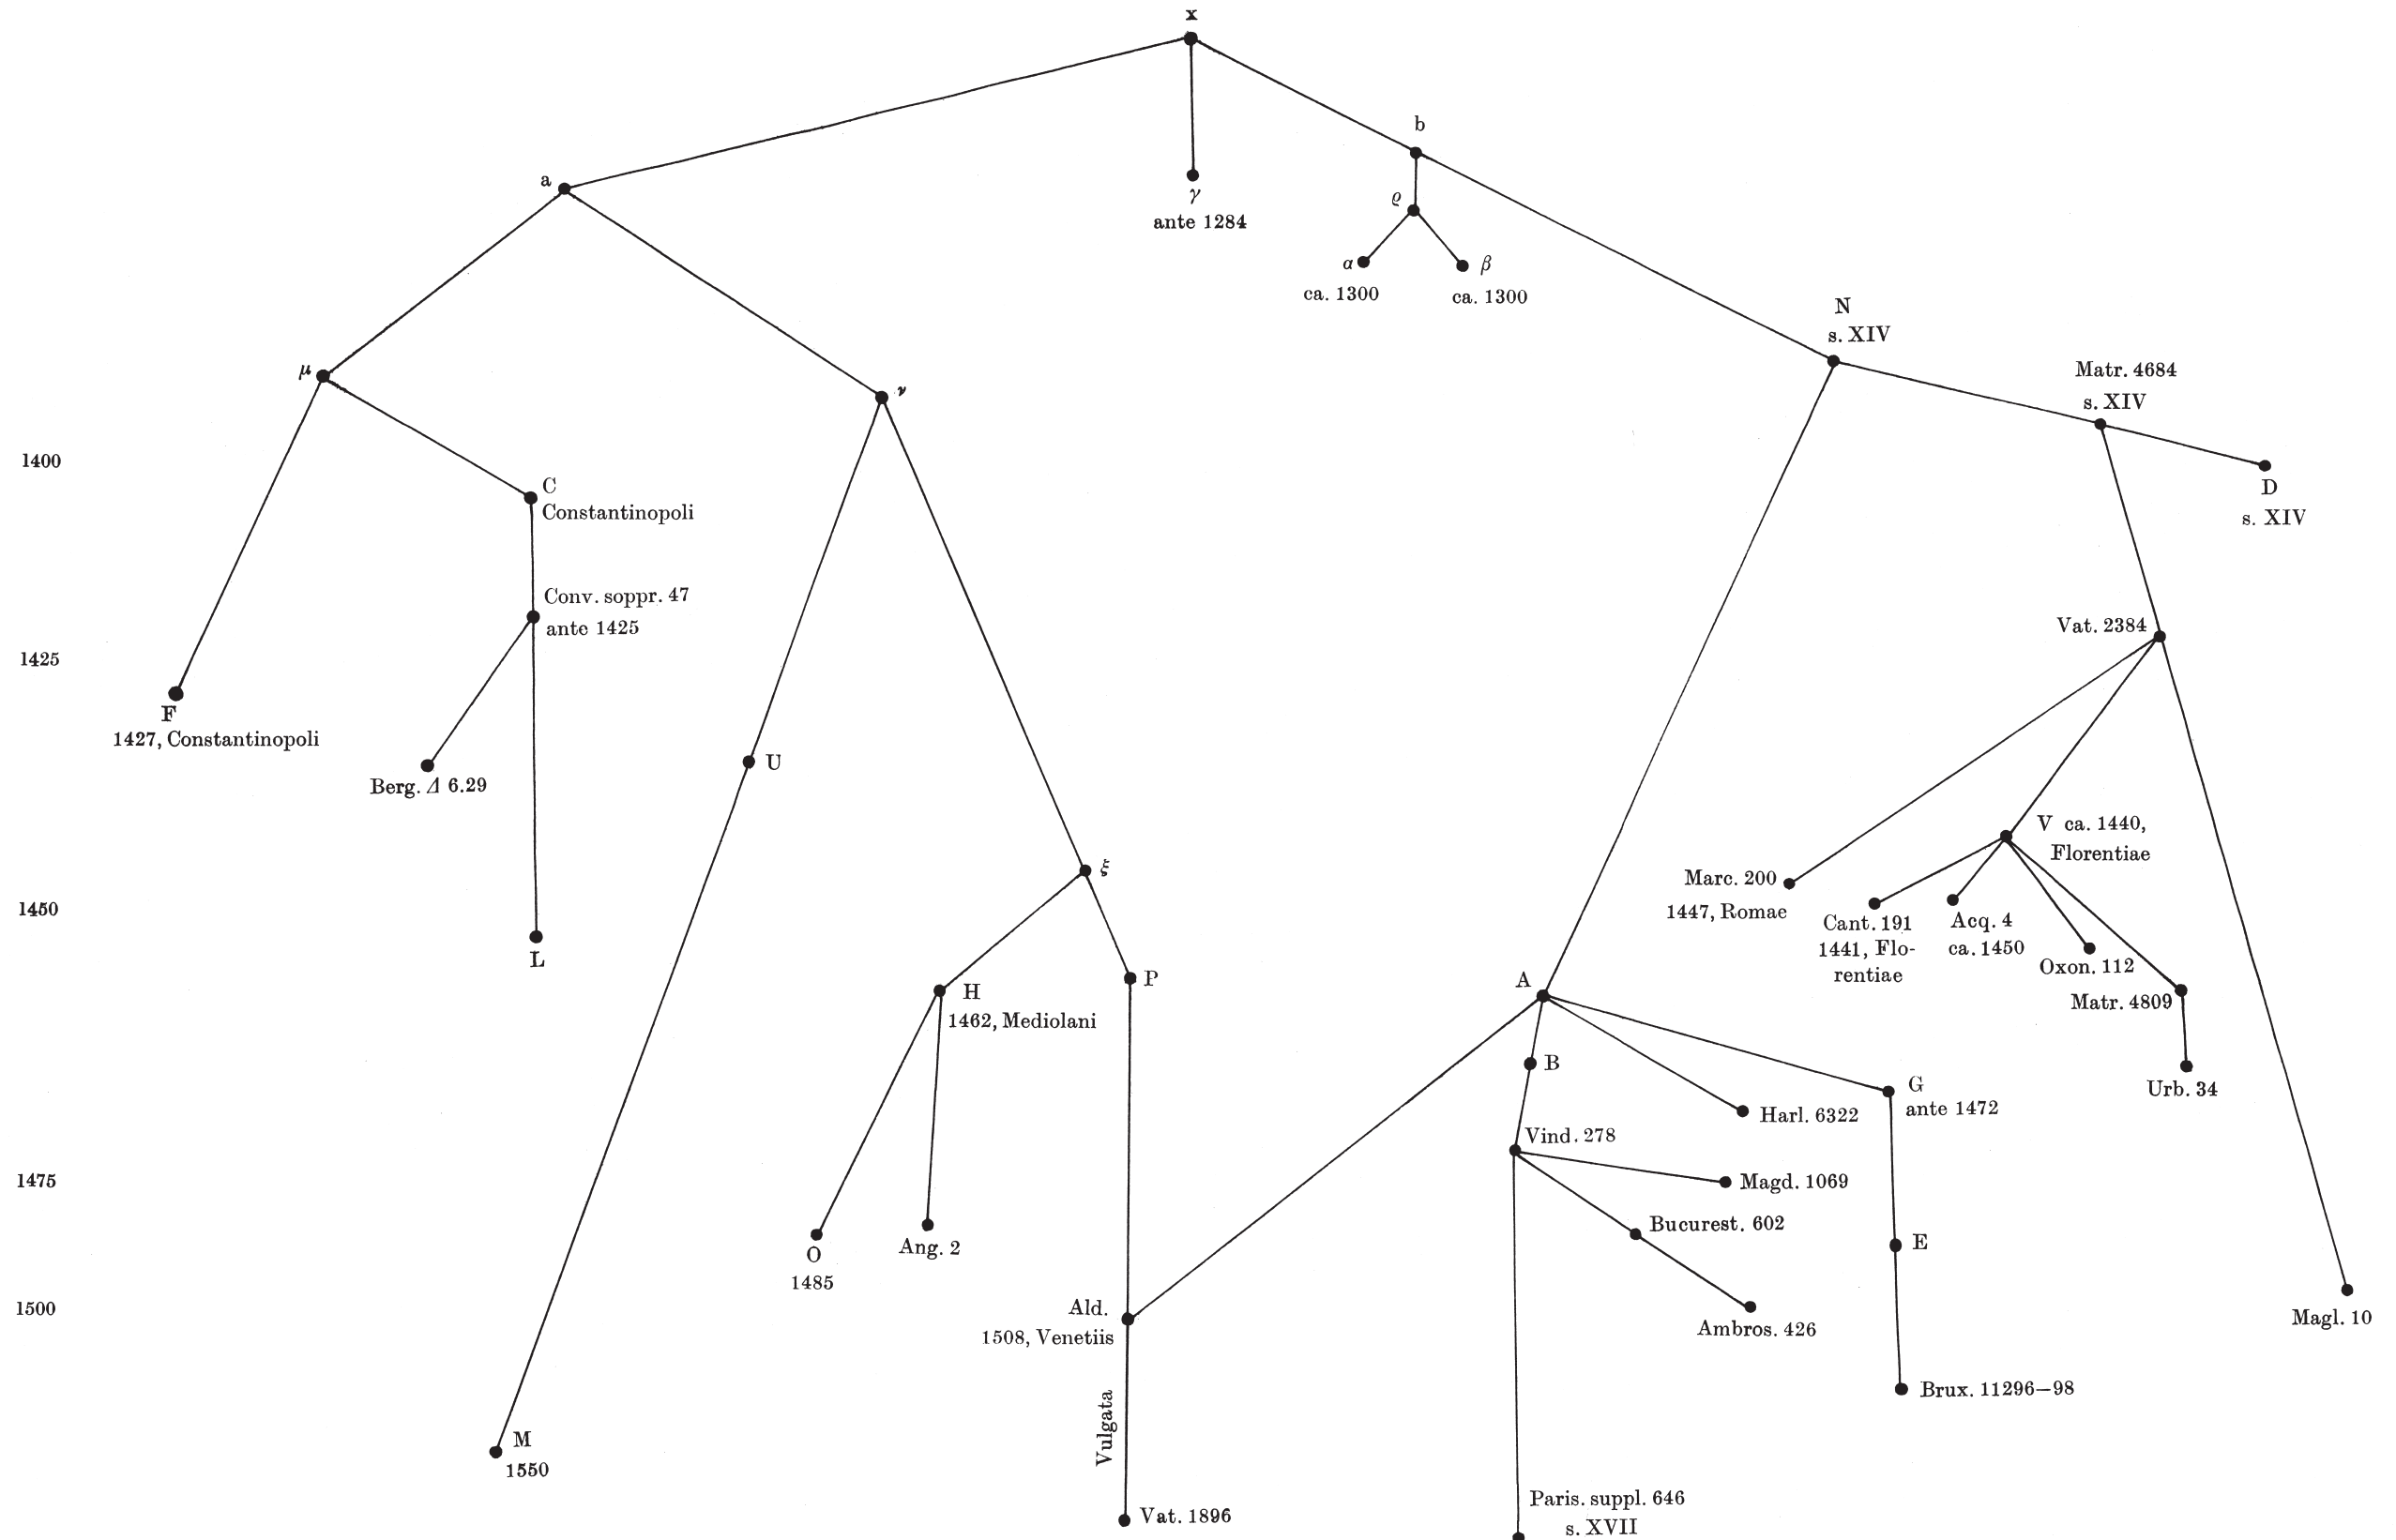 x
b
a
γ
ante 1284
ϱ
α
β
ca. 1300
ca. 1300
N
s. XIV
μ
ν
Matr. 4684
s. XIV
1400
C
Constantinopoli
D
s. XIV
Conv. soppr. 47
ante 1425
1425
Vat. 2384
F
1427, Constantinopoli
Berg. Δ 6.29
U
V ca. 1440,
Florentiae
ξ
Marc. 200
1447, Romae
1450
Cant. 191
1441, Flo-
rentiae
Acq. 4
ca. 1450
Oxon. 112
L
P
A
H
1462, Mediolani
Matr. 4809
B
G
ante 1472
Urb. 34
Harl. 6322
Vind. 278
1475
Magd. 1069
Bucurest. 602
O
1485
Ang. 2
E
1500
Ald.
1508, Venetiis
Ambros. 426
Magl. 10
Brux. 11296–98
Vulgata
M
1550
Vat. 1896
Paris. suppl. 646
s. XVII